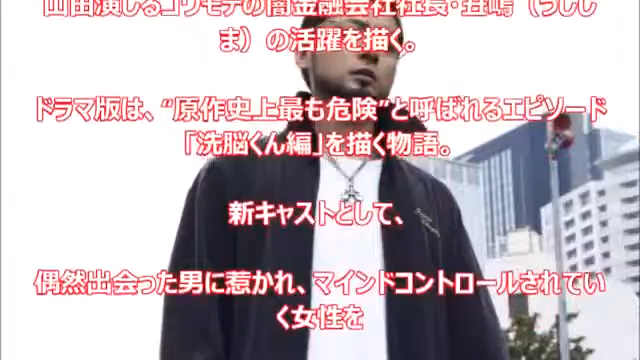 山田演じるコワモテの闇金融会社社長・丑嶋(うしじ
ま)の活躍を描く。
ドラマ版は、“原作史上最も危険”と呼ばれるエピソード
「洗脳くん編」を描く物語。
新キャストとして、
偶然出会った男に惹かれ、マインドコントロールされてい
く女性を